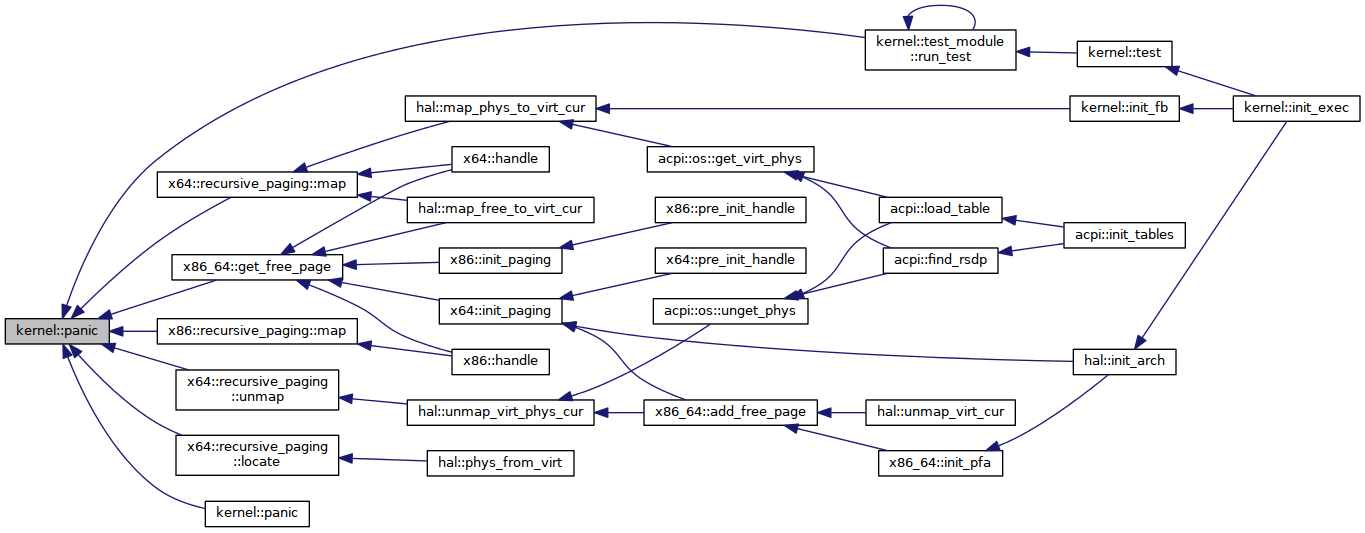 kernel::test_module
::run_test
kernel::test
hal::map_phys_to_virt_cur
kernel::init_fb
kernel::init_exec
x64::handle
acpi::os::get_virt_phys
x64::recursive_paging::map
hal::map_free_to_virt_cur
x86::pre_init_handle
acpi::load_table
acpi::init_tables
x86_64::get_free_page
x86::init_paging
x64::pre_init_handle
acpi::find_rsdp
x64::init_paging
acpi::os::unget_phys
kernel::panic
x86::recursive_paging::map
x86::handle
hal::init_arch
x64::recursive_paging
::unmap
hal::unmap_virt_phys_cur
x86_64::add_free_page
hal::unmap_virt_cur
x64::recursive_paging
::locate
hal::phys_from_virt
x86_64::init_pfa
kernel::panic